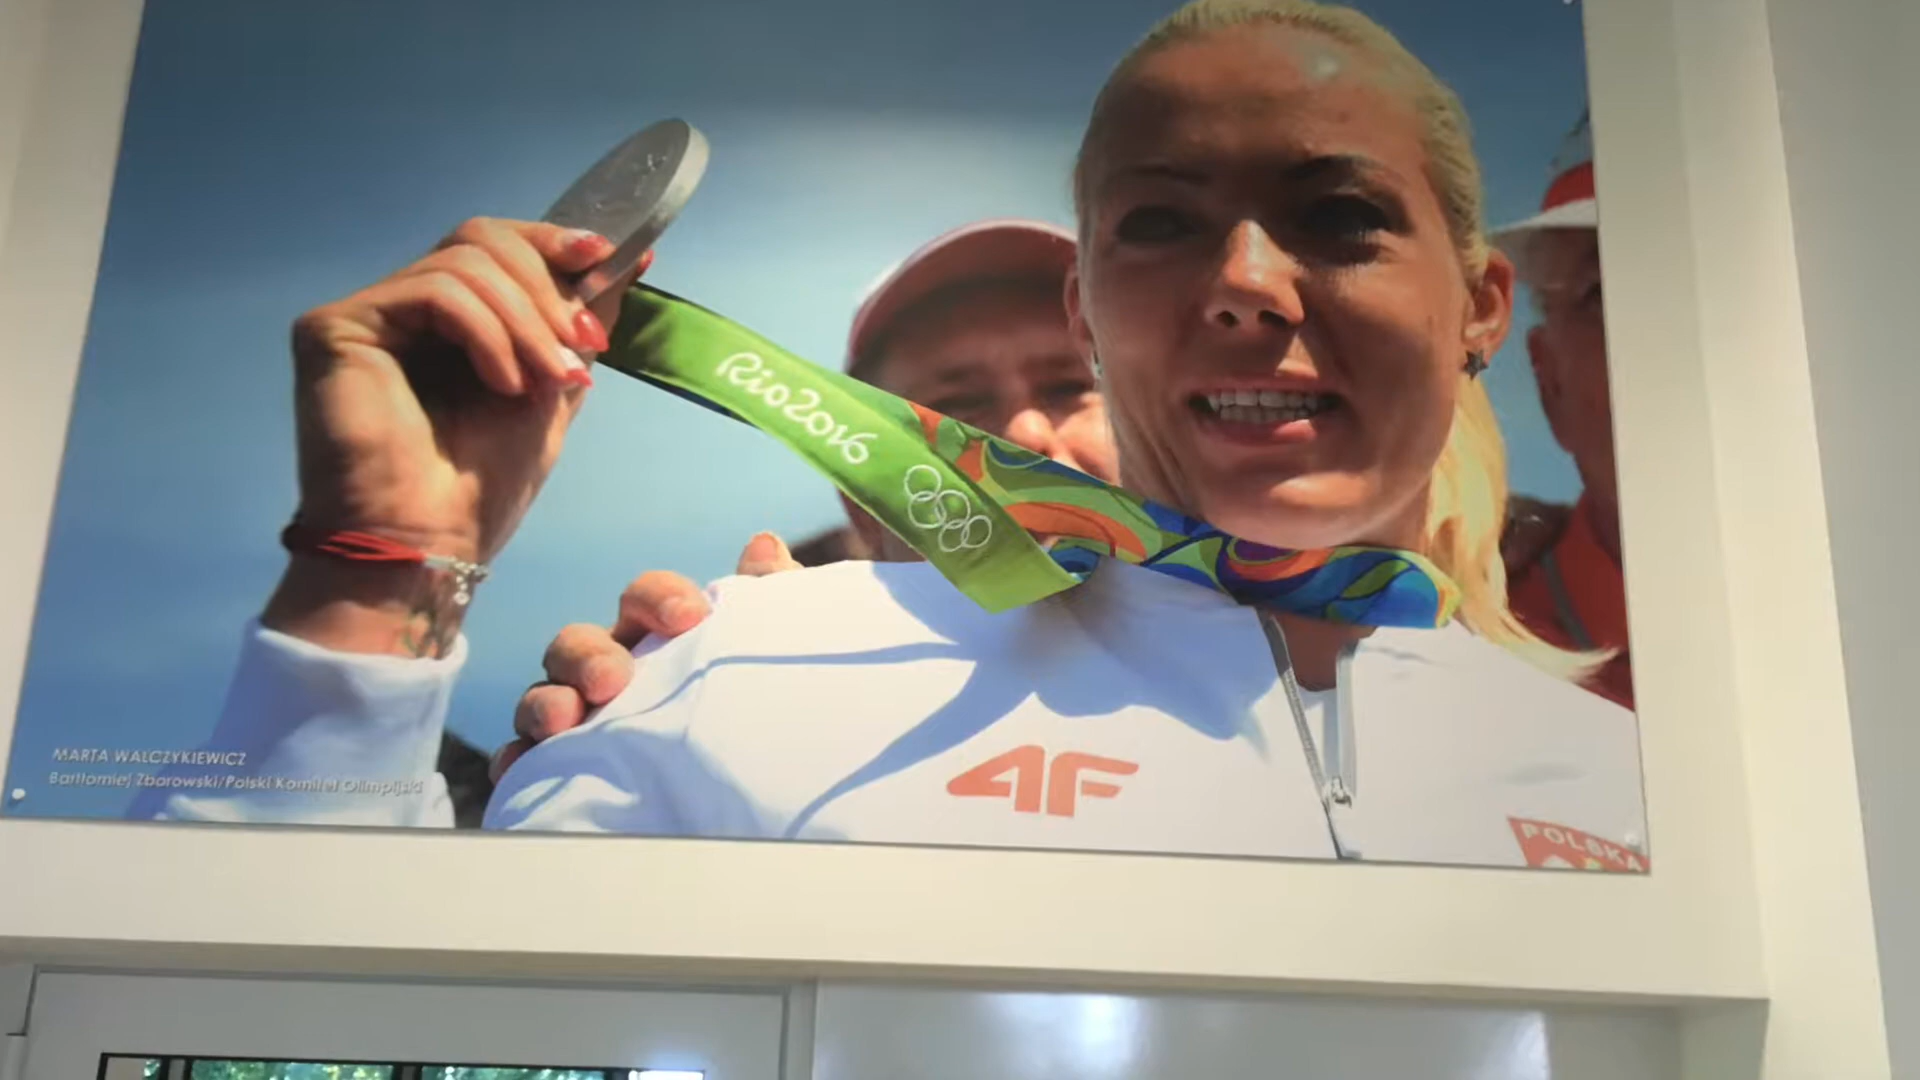 Rio2016
4F
POLSKA
MARTA WALCZYKIEWICZ
Bartłomiej Zborowski/Polski Komitet Olimpijski